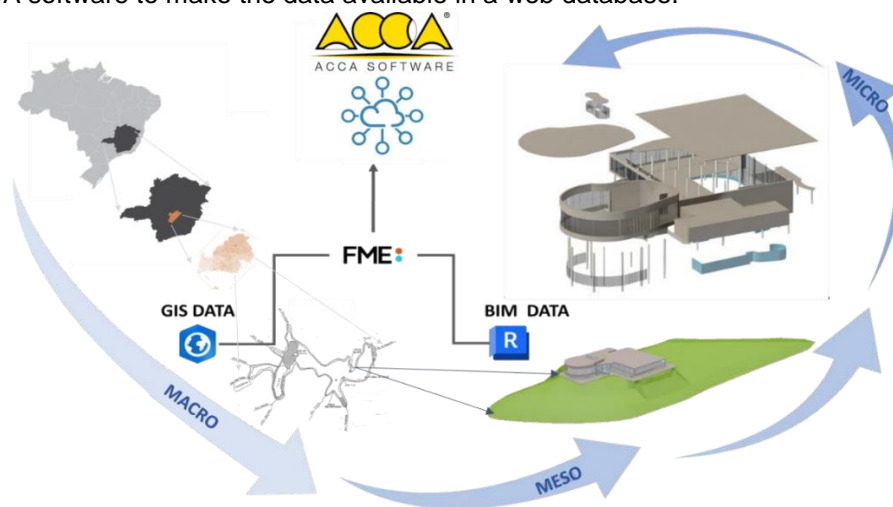 A software to make the data available in a web database.
ACCA
ACCA SOFTWARE
MICRO
FME
GIS DATA
BIM DATA
R
MACRO
MESO